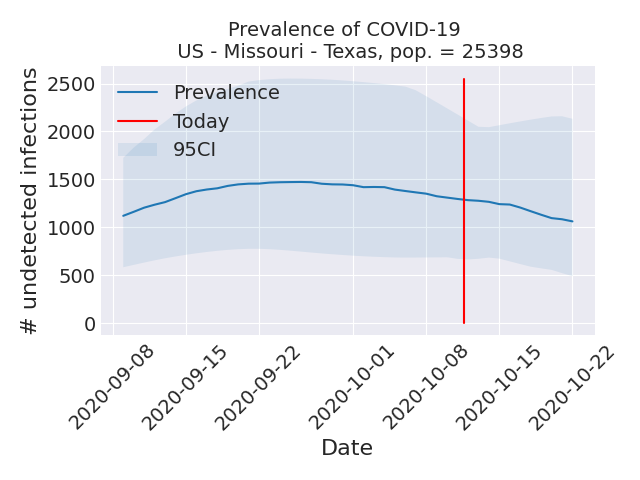 Prevalence of COVID-19
US - Missouri - Texas, pop. = 25398
# undetected infections
2500
2000
1500
1000
500
0
Prevalence
Today
95CI
2020-09-08
2020-09-15
2020-09-22
2020-10-01
2020-10-08
2020-10-15
2020-10-22
Date